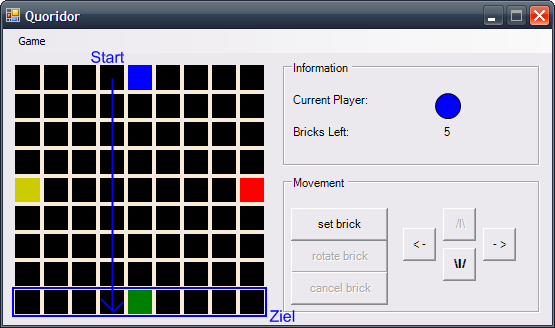 Quoridor
Game
Start
Information
Current Player:
Bricks Left: 5
Movement
set brick
rotate brick
cancel brick
< -
/|\
\|/
- >
Ziel